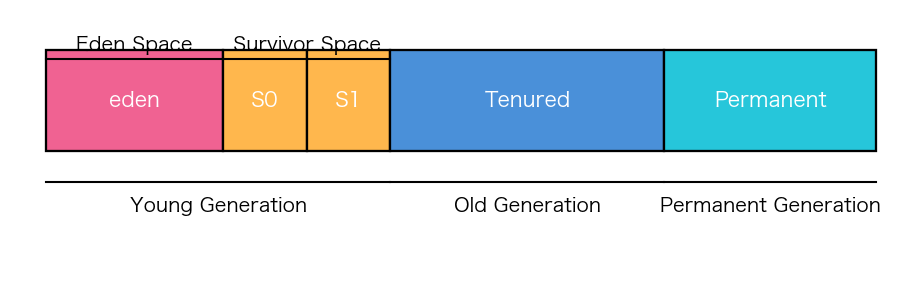 Eden Space Survivor Space
eden S0 S1 Tenured Permanent
Young Generation Old Generation Permanent Generation